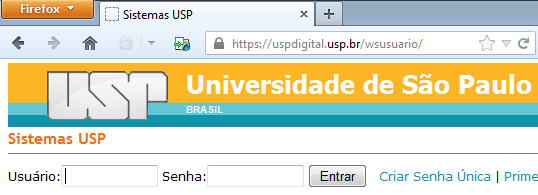 Firefox
Sistemas USP
https://uspdigital.usp.br/wsusuario/
USP
Universidade de São Paulo
BRASIL
Sistemas USP
Usuário: Senha: Entrar Criar Senha Única | Prime